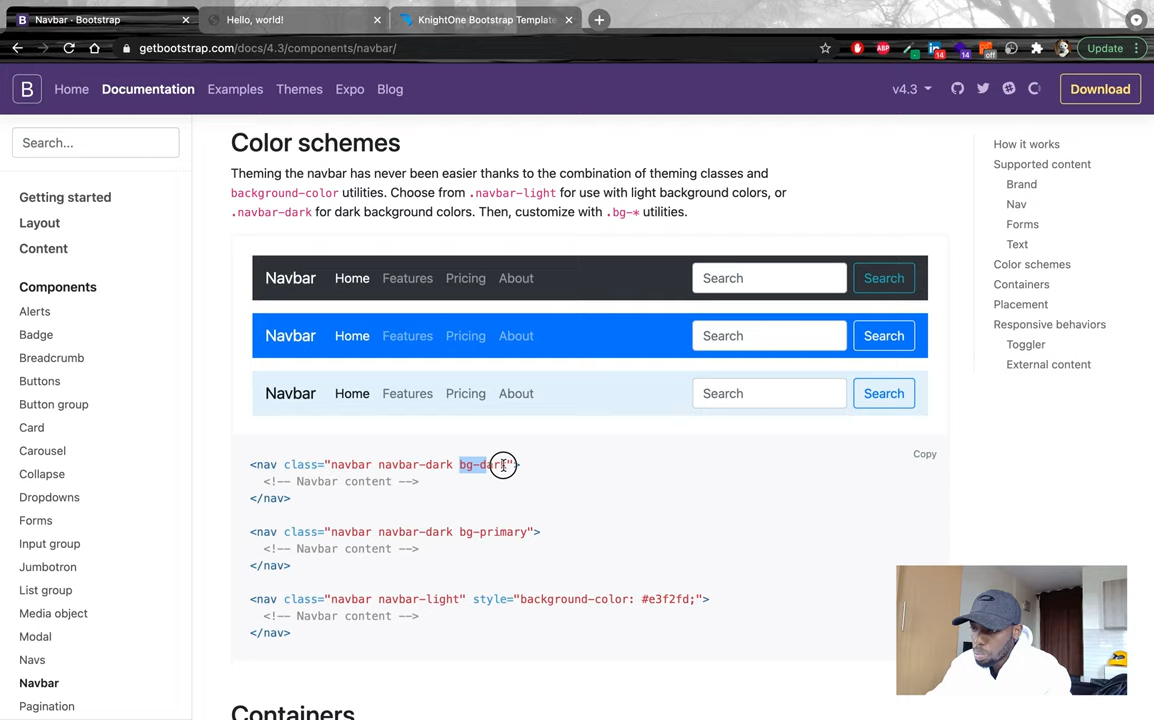 Navbar - Bootstrap
Hello, world!
KnightOne Bootstrap Template
getbootstrap.com/docs/4.3/components/navbar/
ABP
14
14
off
Update
B
Home
Documentation
Examples
Themes
Expo
Blog
v4.3
Download
Search...
Getting started
Layout
Content
Components
Alerts
Badge
Breadcrumb
Buttons
Button group
Card
Carousel
Collapse
Dropdowns
Forms
Input group
Jumbotron
List group
Media object
Modal
Navs
Navbar
Pagination
Color schemes
Theming the navbar has never been easier thanks to the combination of theming classes and
background-color utilities. Choose from .navbar-light for use with light background colors, or
.navbar-dark for dark background colors. Then, customize with .bg-* utilities.
Navbar Home Features Pricing About Search Search
Navbar Home Features Pricing About Search Search
Navbar Home Features Pricing About Search Search
Copy
<nav class="navbar navbar-dark bg-dark">
<!-- Navbar content -->
</nav>
<nav class="navbar navbar-dark bg-primary">
<!-- Navbar content -->
</nav>
<nav class="navbar navbar-light" style="background-color: #e3f2fd;">
<!-- Navbar content -->
</nav>
Containers
How it works
Supported content
Brand
Nav
Forms
Text
Color schemes
Containers
Placement
Responsive behaviors
Toggler
External content